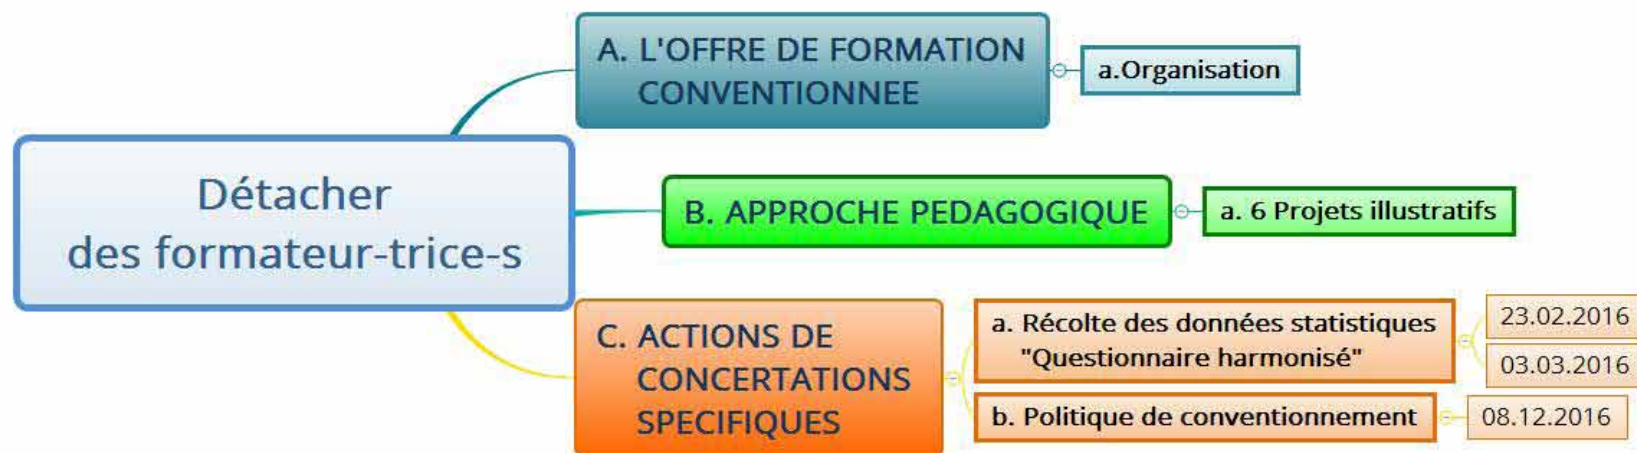 Détacher
des formateur-trice-s
A. L'OFFRE DE FORMATION
CONVENTIONNEE
a.Organisation
B. APPROCHE PEDAGOGIQUE
a. 6 Projets illustratifs
C. ACTIONS DE
CONCERTATIONS
SPECIFIQUES
a. Récolte des données statistiques
"Questionnaire harmonisé"
23.02.2016
03.03.2016
b. Politique de conventionnement
08.12.2016